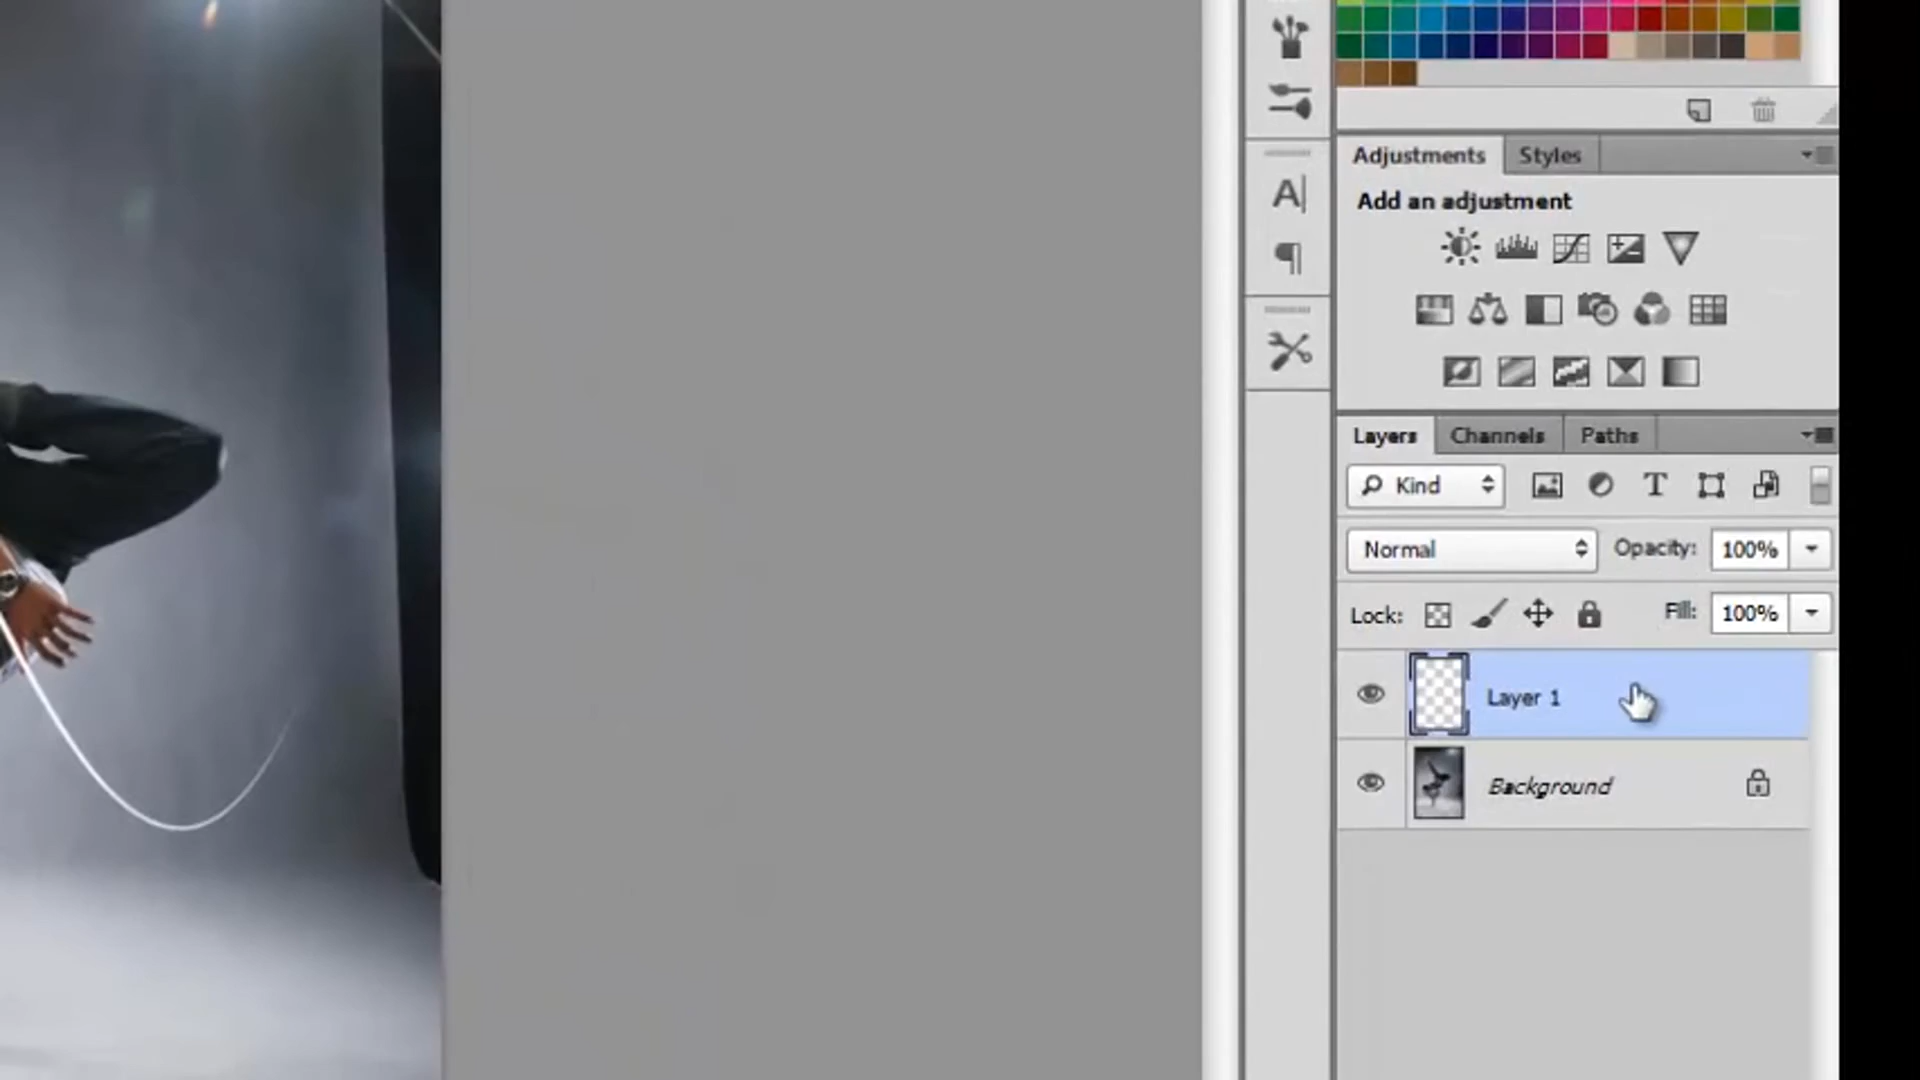 Adjustments Styles
Add an adjustment
Layers Channels Paths
Kind T
Normal Opacity: 100%
Lock: Fill: 100%
Layer 1
Background